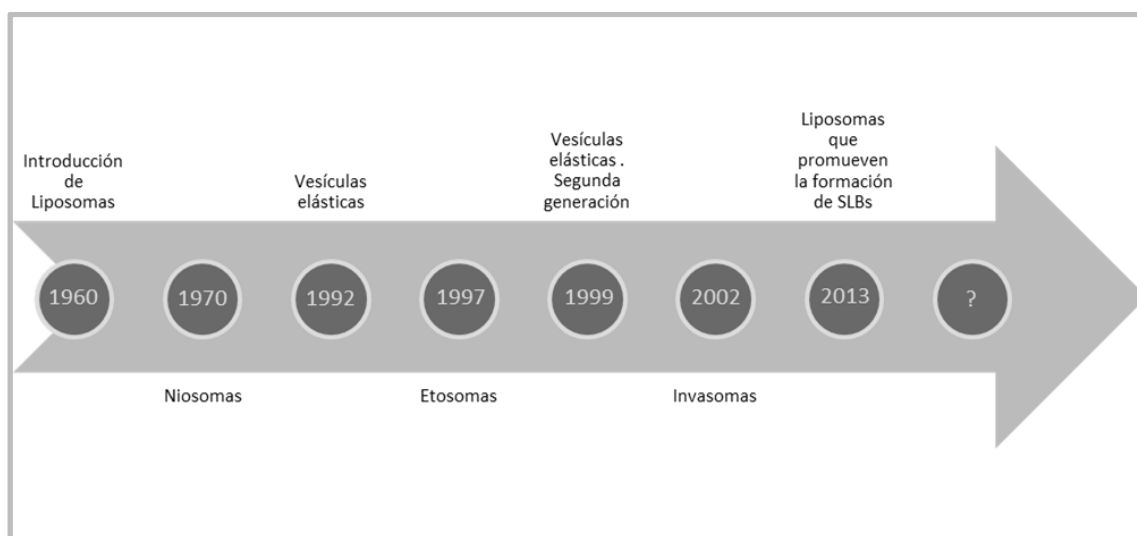 Introducción
de
Liposomas
Vesículas
elásticas
Vesículas
elásticas .
Segunda
generación
Liposomas
que
promueven
la formación
de SLBs
1960
1970
1992
1997
1999
2002
2013
?
Niosomas
Etosomas
Invasomas